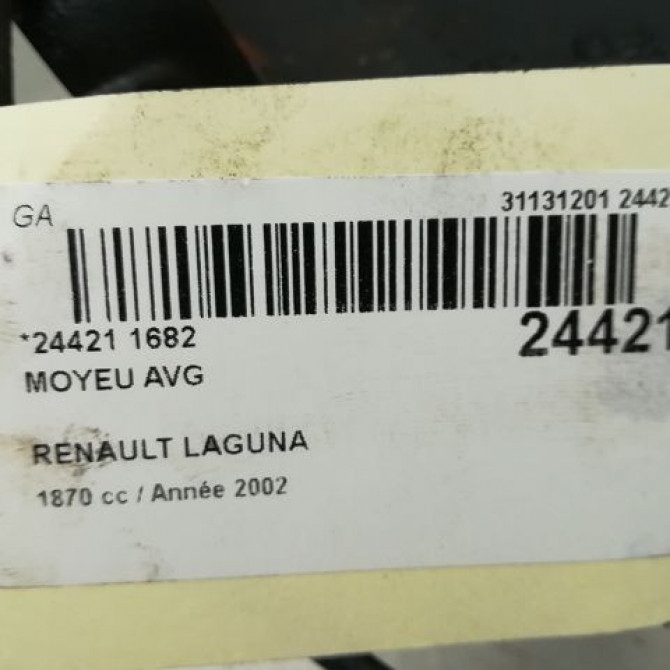 GA 31131201 2442
*24421 1682 24421
MOYEU AVG
RENAULT LAGUNA
1870 cc / Année 2002